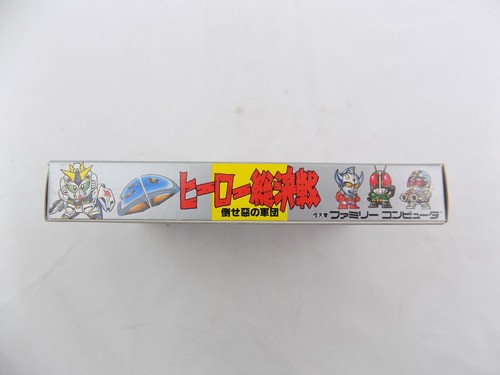 ヒーロー総決戦
倒せ悪の軍団
ファミリー コンピュータ